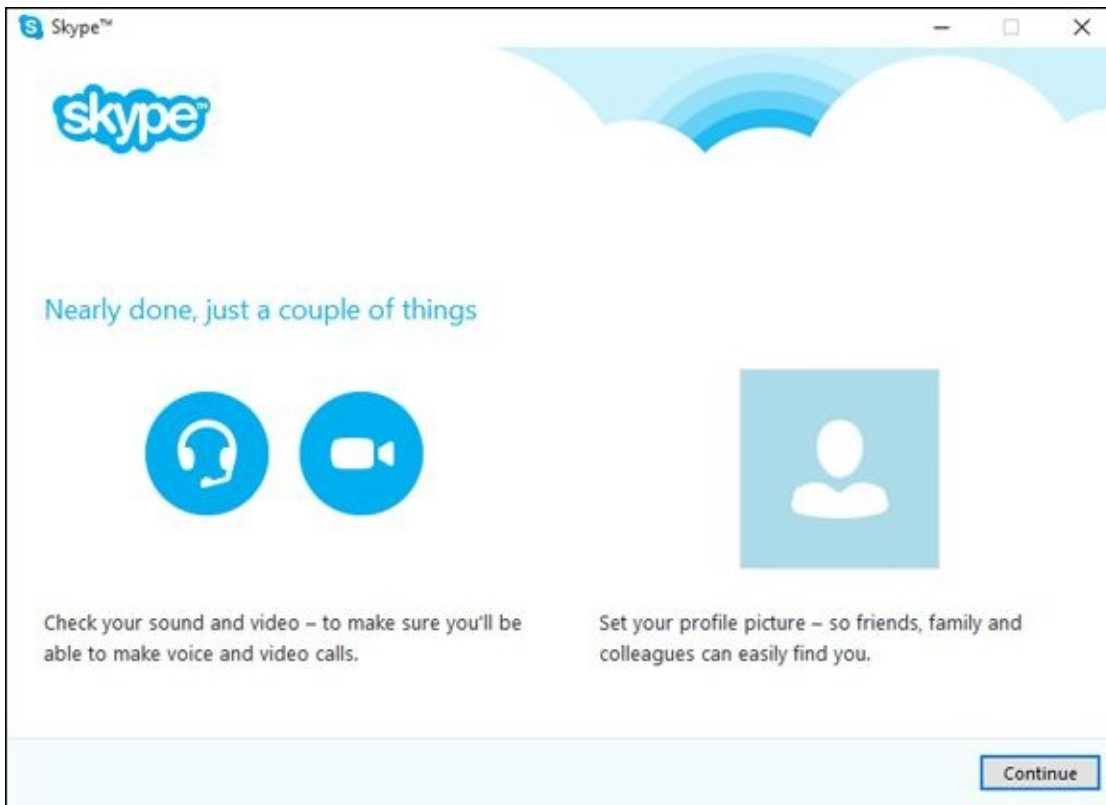 Skype™
skype™
Nearly done, just a couple of things
Check your sound and video – to make sure you'll be
able to make voice and video calls.
Set your profile picture – so friends, family and
colleagues can easily find you.
Continue